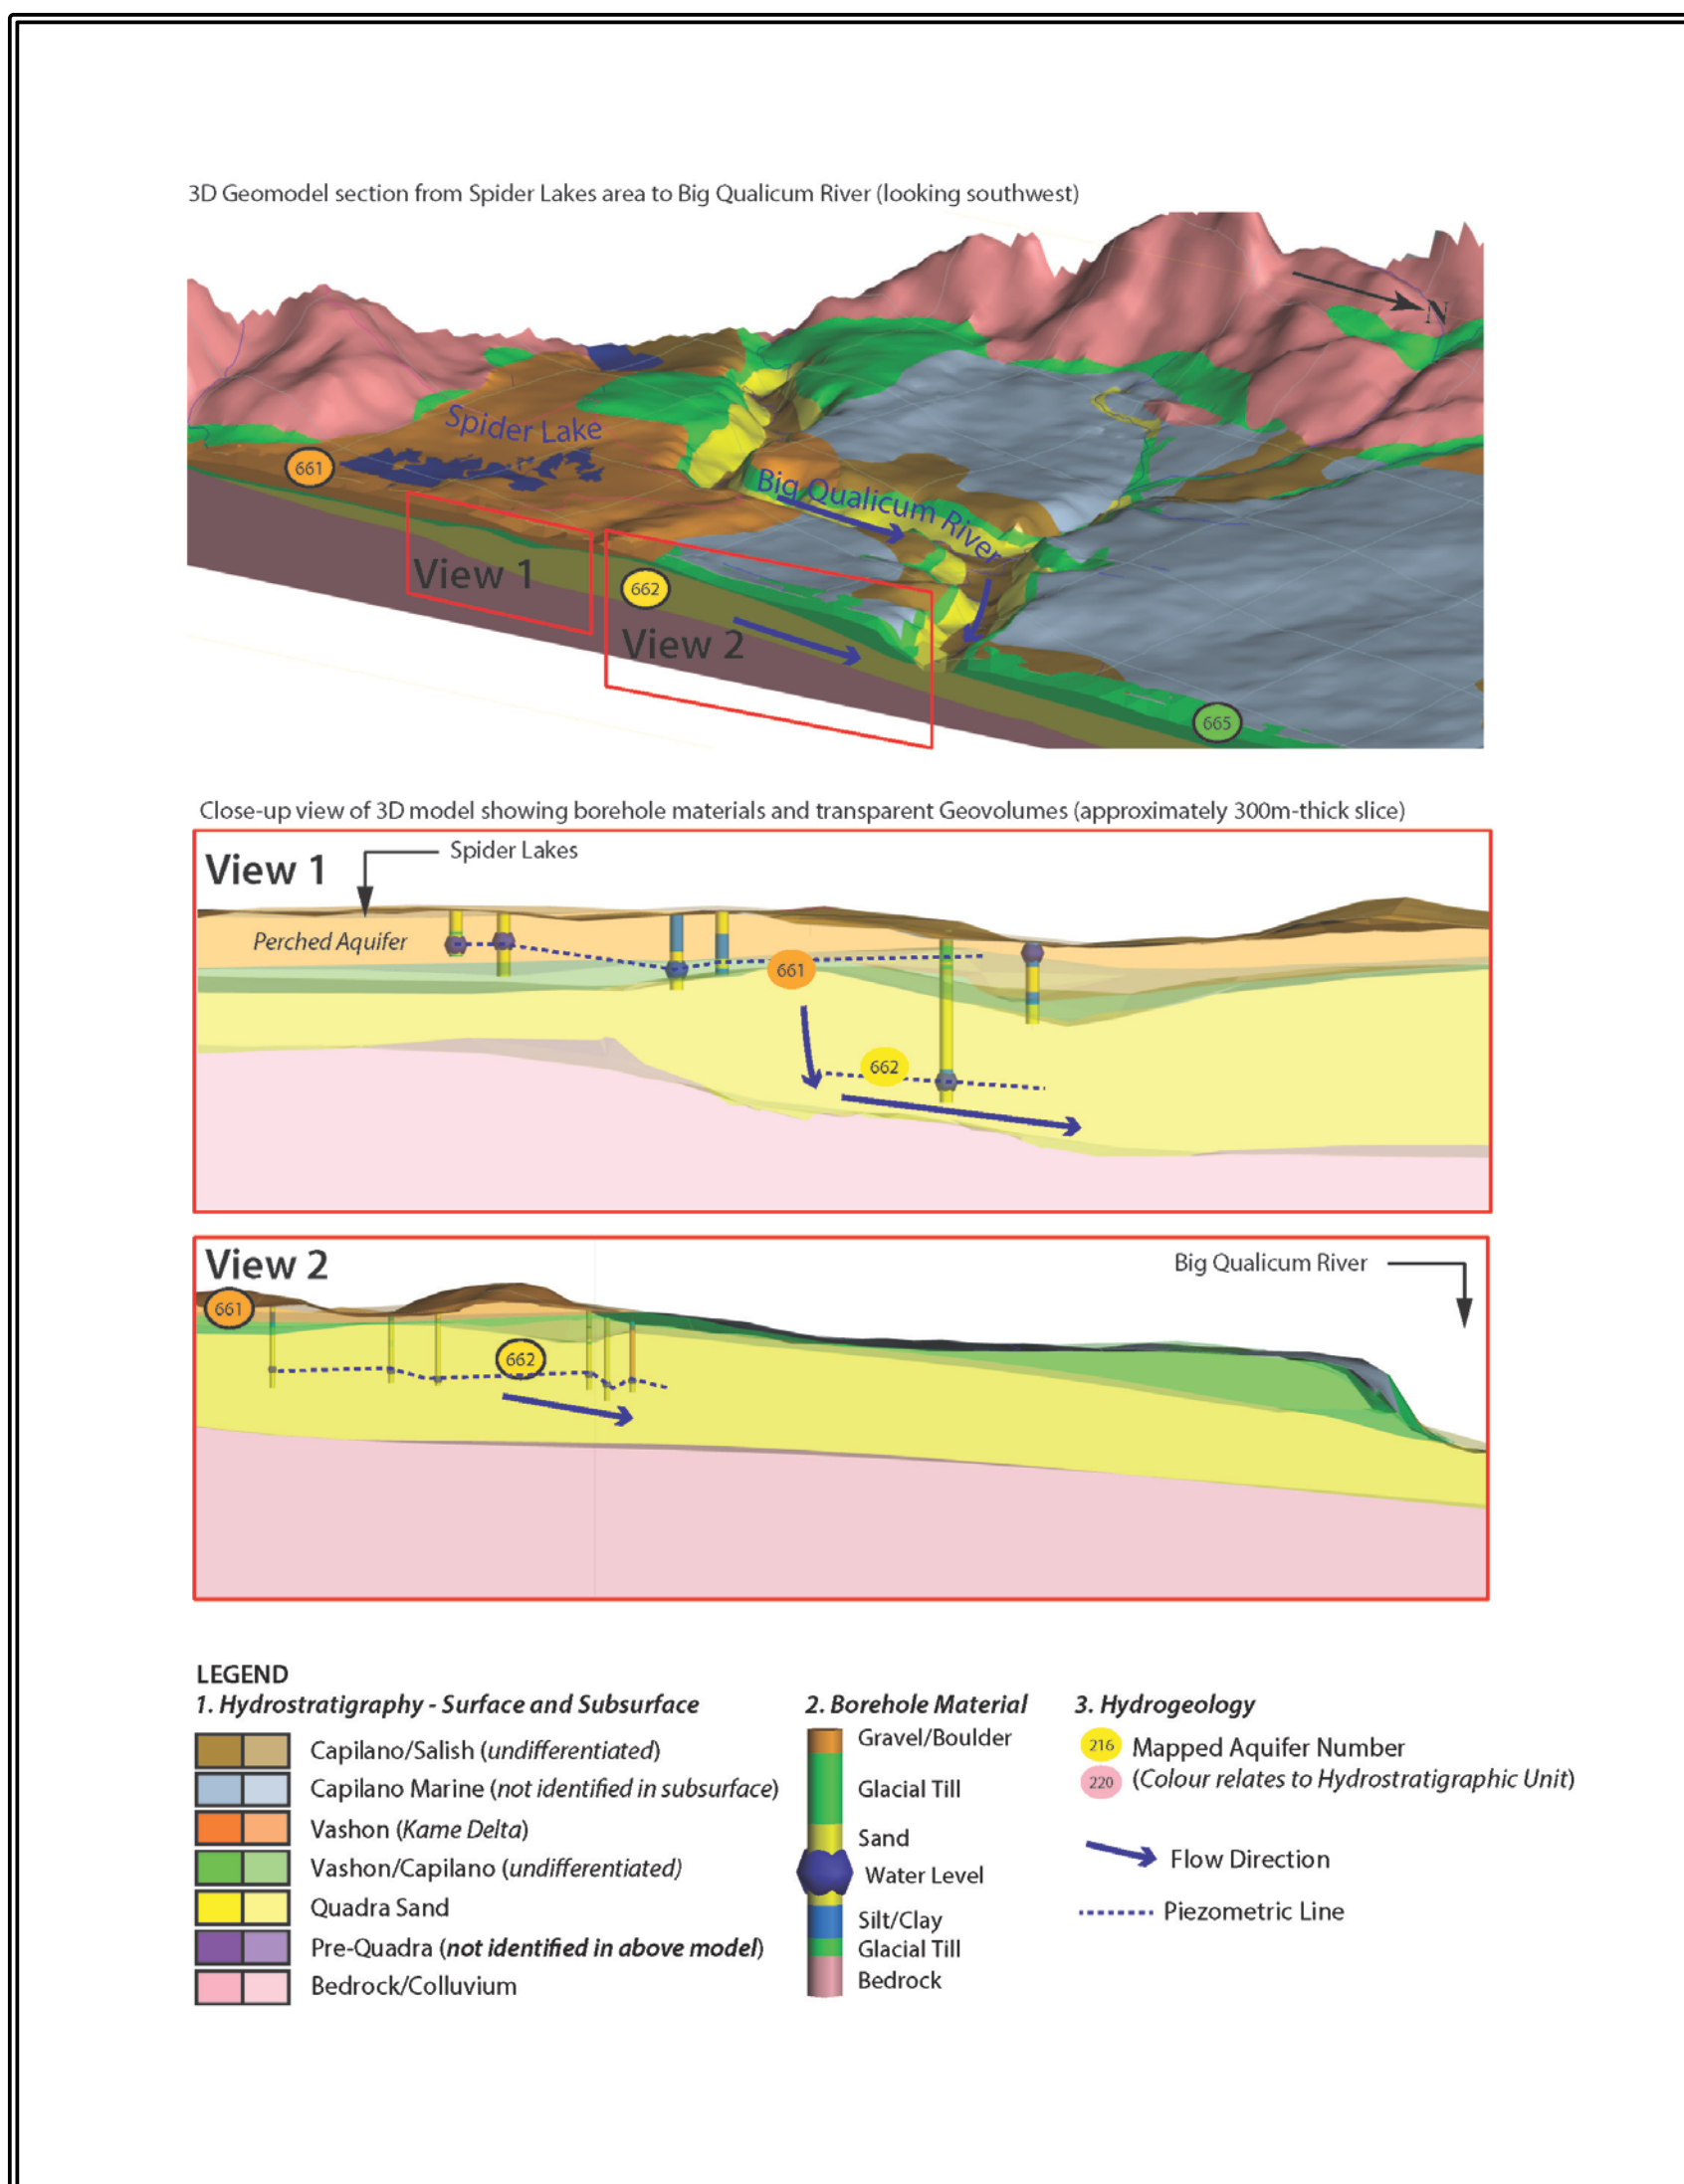 3D Geomodel section from Spider Lakes area to Big Qualicum River (looking southwest)
N
Spider Lake
661
Big Qualicum River
View 1
662
View 2
665
Close-up view of 3D model showing borehole materials and transparent Geovolumes (approximately 300m-thick slice)
View 1
Spider Lakes
Perched Aquifer
661
662
View 2
Big Qualicum River
661
662
LEGEND
1. Hydrostratigraphy - Surface and Subsurface
Capilano/Salish (undifferentiated)
Capilano Marine (not identified in subsurface)
Vashon (Kame Delta)
Vashon/Capilano (undifferentiated)
Quadra Sand
Pre-Quadra (not identified in above model)
Bedrock/Colluvium
2. Borehole Material
Gravel/Boulder
Glacial Till
Sand
Water Level
Silt/Clay
Glacial Till
Bedrock
3. Hydrogeology
216 Mapped Aquifer Number
220 (Colour relates to Hydrostratigraphic Unit)
Flow Direction
Piezometric Line